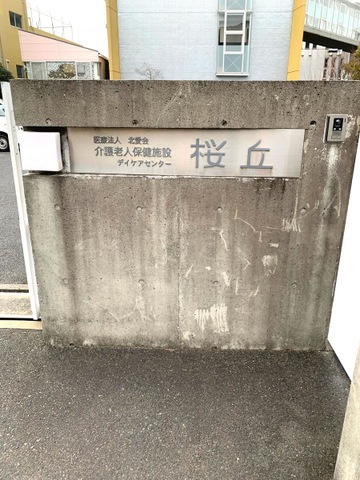 医療法人 北愛会
介護老人保健施設
デイケアセンター
桜丘